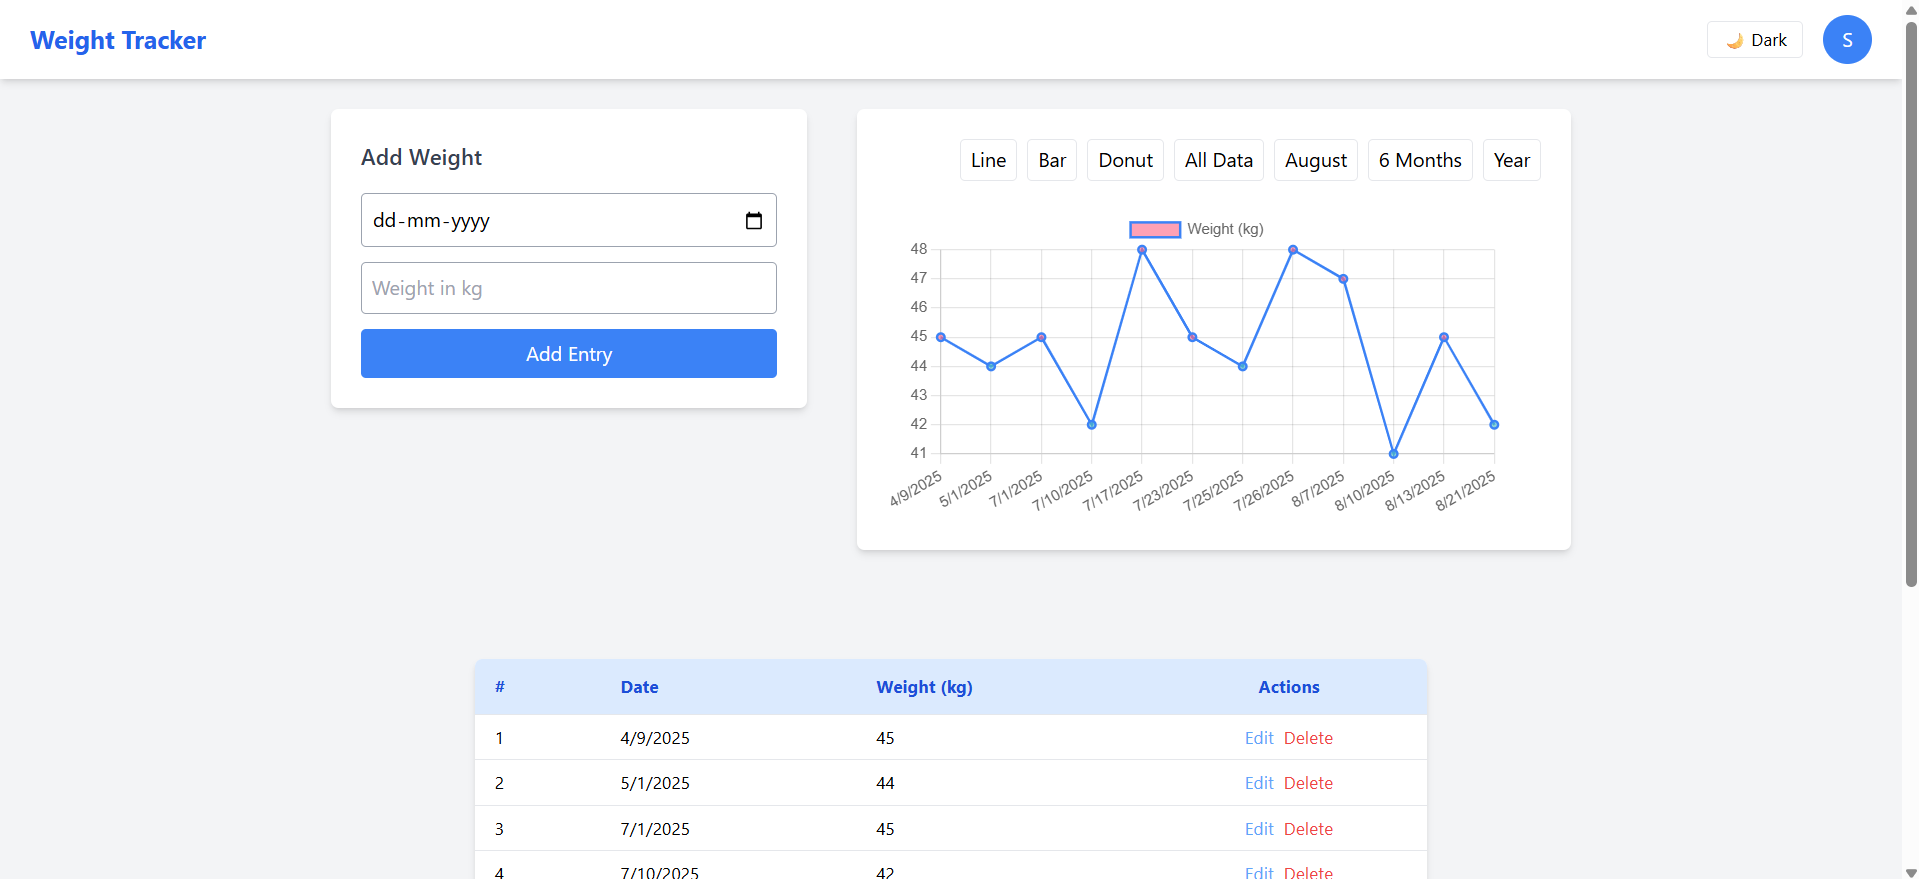 Weight Tracker
🌙 Dark
S
Add Weight
dd-mm-yyyy
Weight in kg
Add Entry
Line Bar Donut All Data August 6 Months Year
Weight (kg)
48
47
46
45
44
43
42
41
4/9/2025 5/1/2025 7/1/2025 7/10/2025 7/17/2025 7/23/2025 7/25/2025 7/26/2025 8/7/2025 8/10/2025 8/13/2025 8/21/2025
# Date Weight (kg) Actions
1 4/9/2025 45 Edit Delete
2 5/1/2025 44 Edit Delete
3 7/1/2025 45 Edit Delete
4 7/10/2025 42 Edit Delete